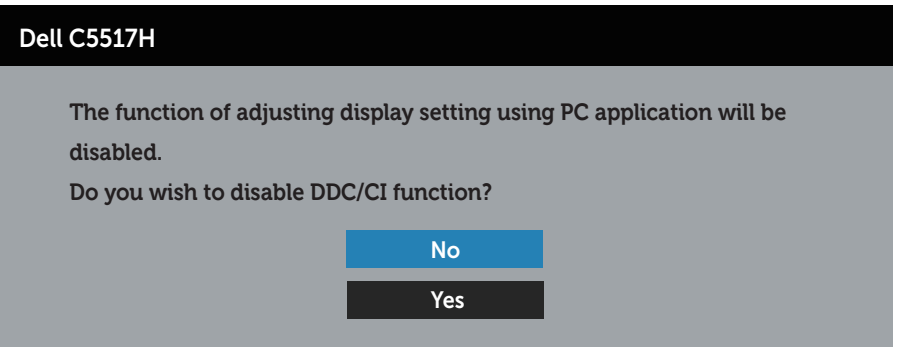 Dell C5517H
The function of adjusting display setting using PC application will be
disabled.
Do you wish to disable DDC/CI function?
No
Yes